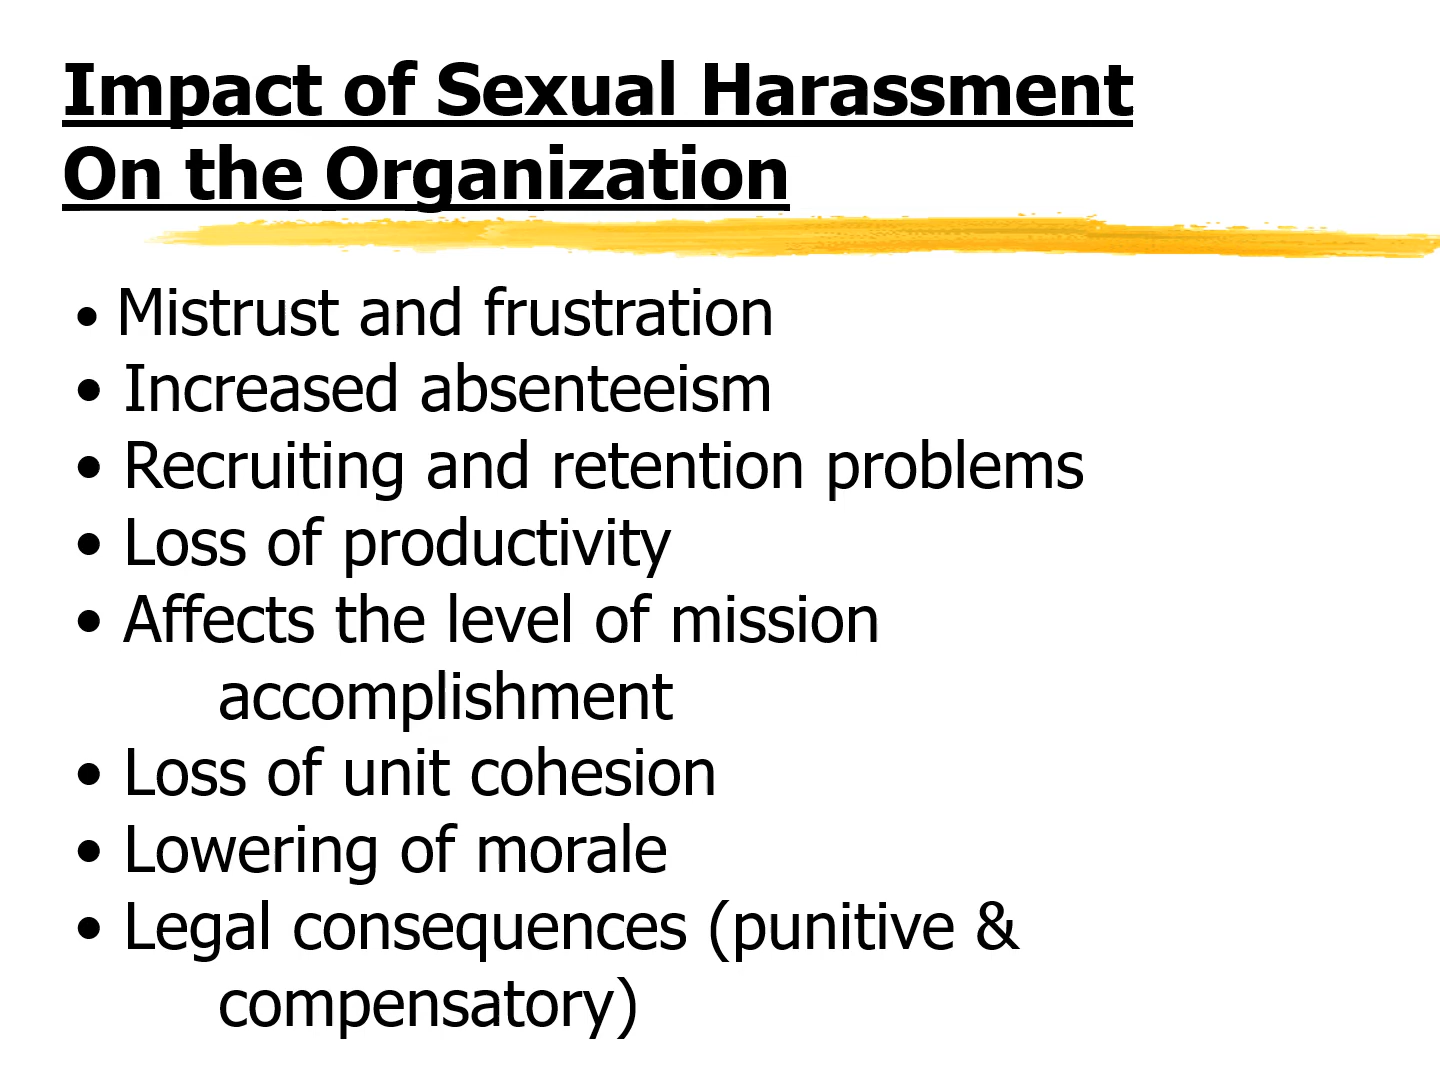 Impact of Sexual Harassment
On the Organization
• Mistrust and frustration
• Increased absenteeism
• Recruiting and retention problems
• Loss of productivity
• Affects the level of mission
accomplishment
• Loss of unit cohesion
• Lowering of morale
• Legal consequences (punitive &
compensatory)